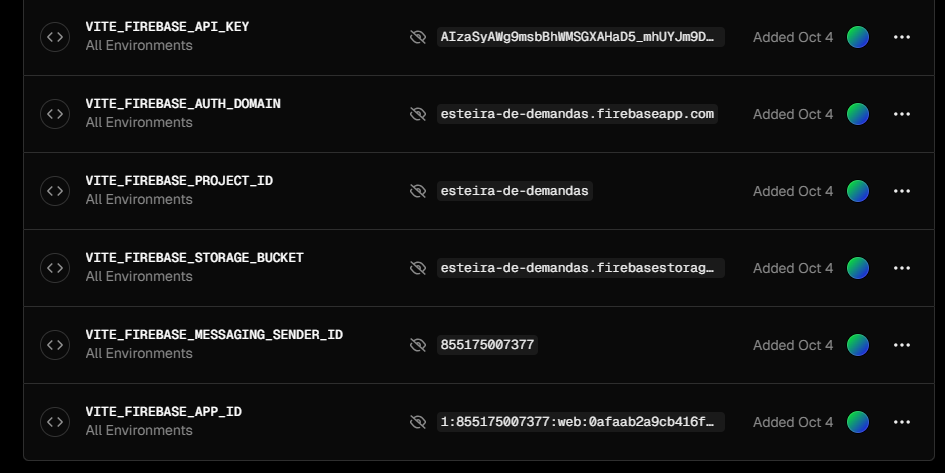 VITE_FIREBASE_API_KEY
All Environments
AIzaSyAWg9msbBhWMSGXAHaD5_mhUYJm9D…
Added Oct 4
VITE_FIREBASE_AUTH_DOMAIN
All Environments
esteira-de-demandas.firebaseapp.com
Added Oct 4
VITE_FIREBASE_PROJECT_ID
All Environments
esteira-de-demandas
Added Oct 4
VITE_FIREBASE_STORAGE_BUCKET
All Environments
esteira-de-demandas.firebasestorag…
Added Oct 4
VITE_FIREBASE_MESSAGING_SENDER_ID
All Environments
855175007377
Added Oct 4
VITE_FIREBASE_APP_ID
All Environments
1:855175007377:web:0afaab2a9cb416f…
Added Oct 4